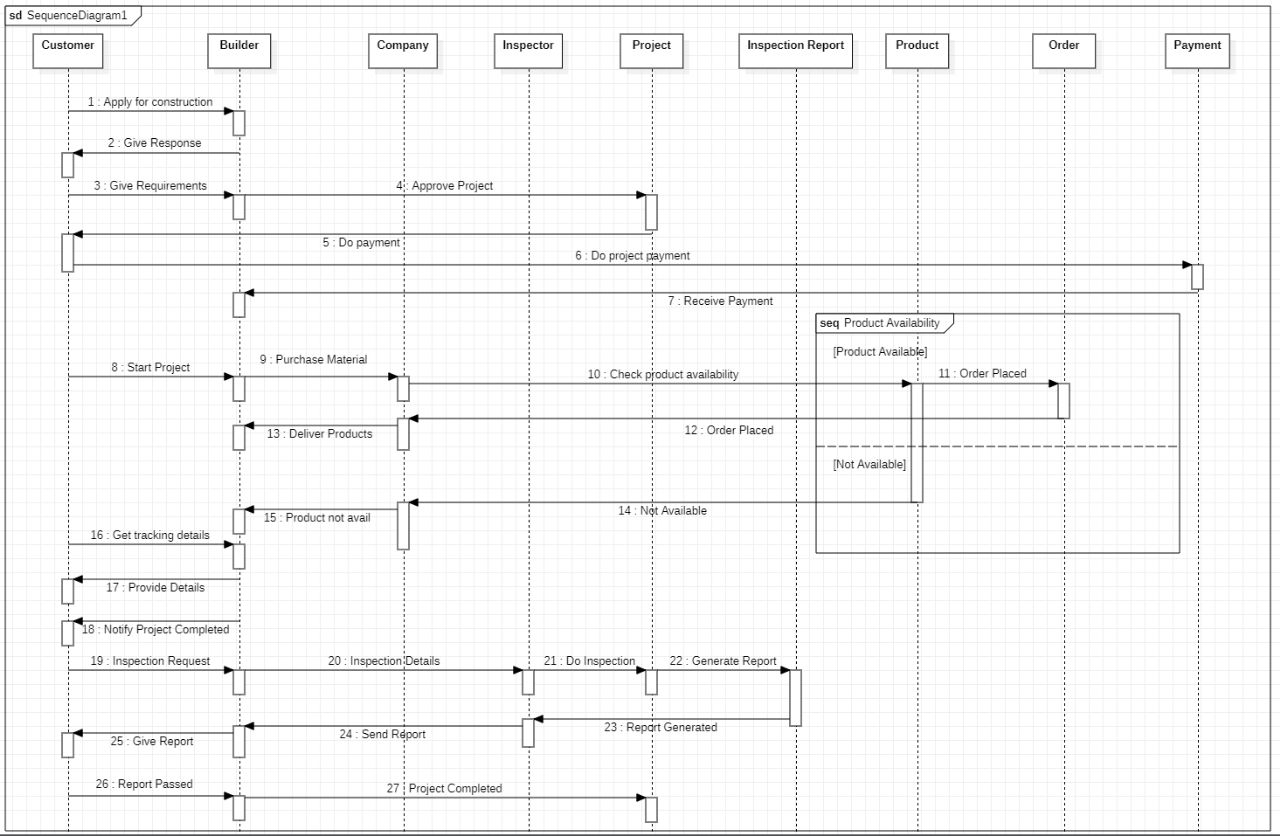 sd SequenceDiagram1
Customer
Builder
Company
Inspector
Project
Inspection Report
Product
Order
Payment
1 : Apply for construction
2 : Give Response
3 : Give Requirements
4 : Approve Project
5 : Do payment
6 : Do project payment
7 : Receive Payment
seq Product Availability
[Product Available]
8 : Start Project
9 : Purchase Material
10 : Check product availability
11 : Order Placed
12 : Order Placed
13 : Deliver Products
[Not Available]
14 : Not Available
15 : Product not avail
16 : Get tracking details
17 : Provide Details
18 : Notify Project Completed
19 : Inspection Request
20 : Inspection Details
21 : Do Inspection
22 : Generate Report
23 : Report Generated
24 : Send Report
25 : Give Report
26 : Report Passed
27 : Project Completed